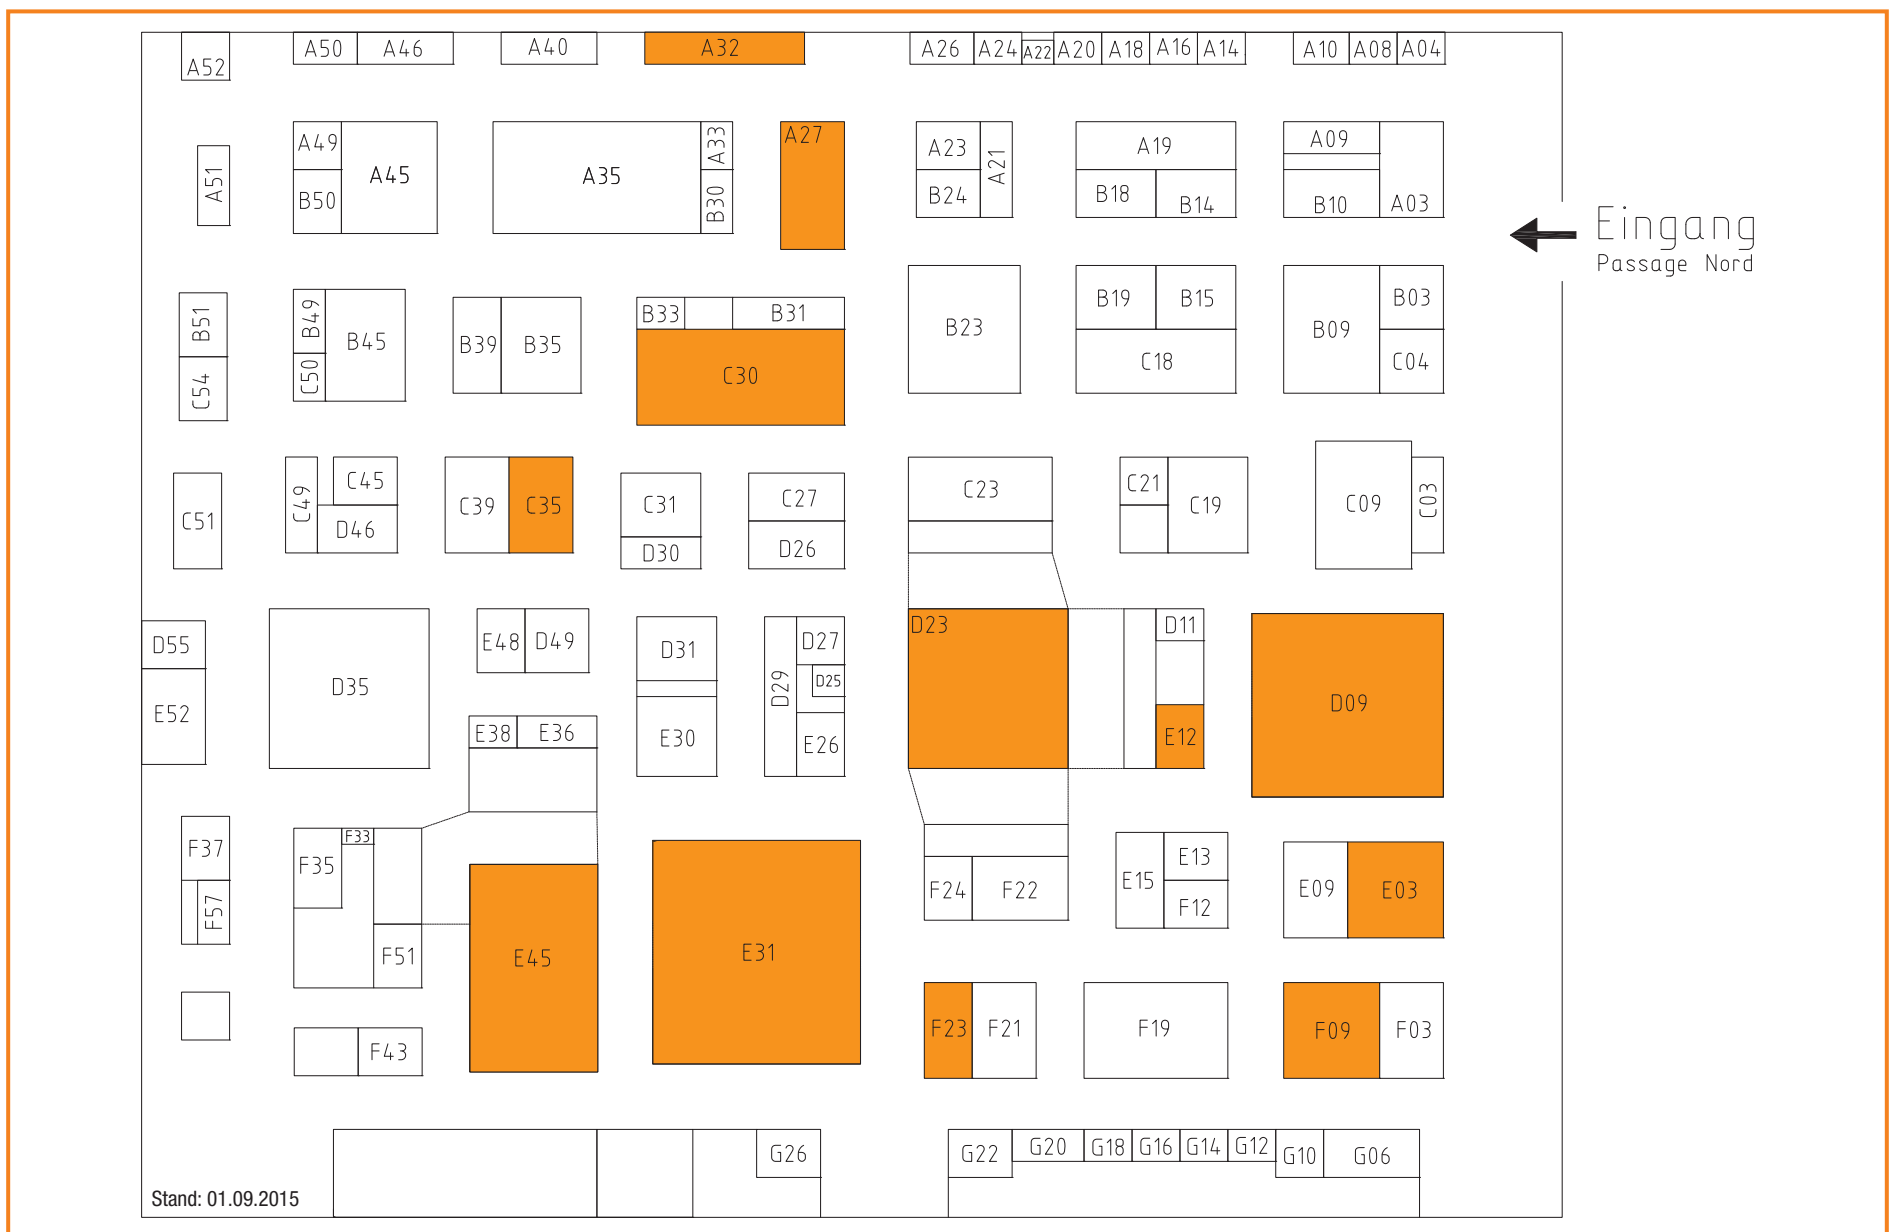 A52 A50 A46 A40 A32 A26 A24 A22 A20 A18 A16 A14 A10 A08 A04
A51 A49 A45 A35 A33 A27 A23 A21 A19 A09
B50 B30 B24 B18 B14 B10 A03
Eingang
Passage Nord
B51 B49 B45 B39 B35 B33 B31 B23 B19 B15 B09 B03
C54 C50 C30 C18 C04
C51 C49 C45 C39 C35 C31 C27 C23 C21 C19 C09 C03
D46 D30 D26
D55 D35 E48 D49 D31 D29 D27 D23 D11 D09
D25
E52 E38 E36 E30 E26 E12
F37 F35 F33 E45 E31 F24 F22 E15 E13 E09 E03
F57 F51 F12
F43 F23 F21 F19 F09 F03
G26 G22 G20 G18 G16 G14 G12 G10 G06
Stand: 01.09.2015